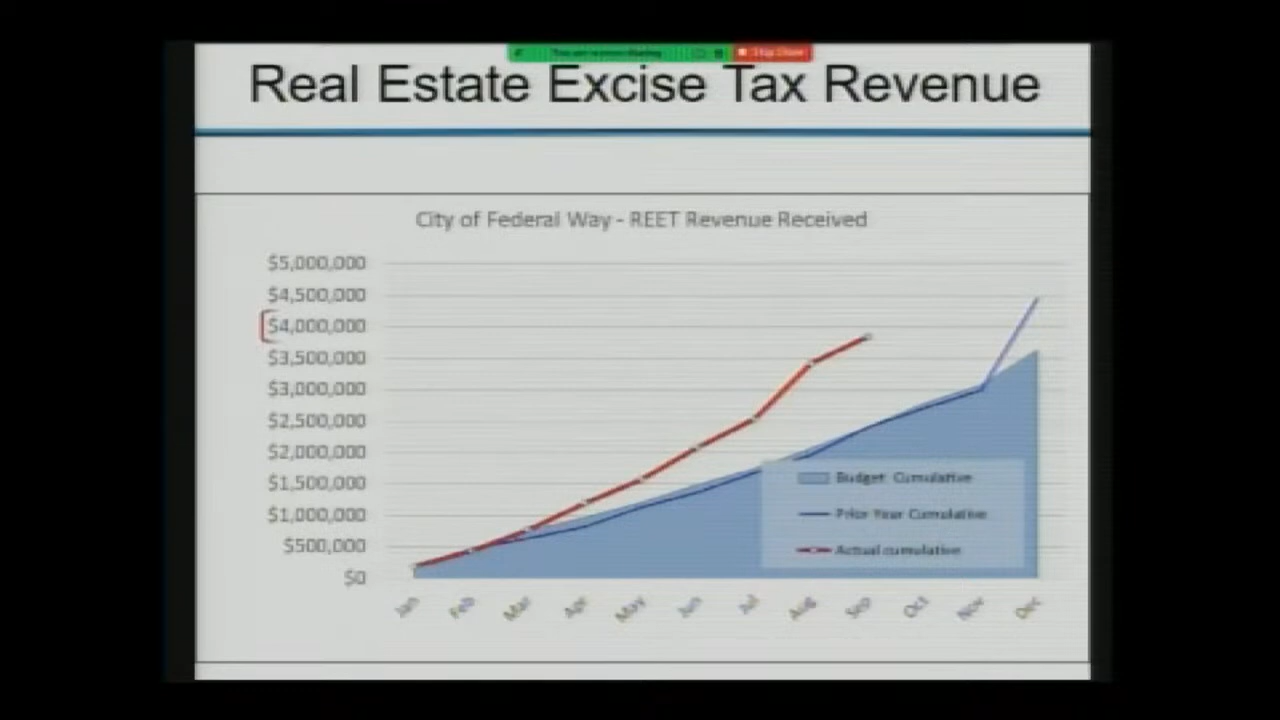 Real Estate Excise Tax Revenue
City of Federal Way - REET Revenue Received
$5,000,000
$4,500,000
$4,000,000
$3,500,000
$3,000,000
$2,500,000
$2,000,000
$1,500,000
$1,000,000
$500,000
$0
Budget Cumulative
Prior Year Cumulative
Actual cumulative
Jan Feb Mar Apr May Jun Jul Aug Sep Oct Nov Dec